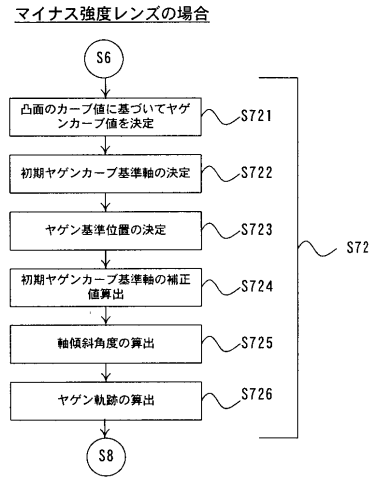 マイナス強度レンズの場合
S6
凸面のカーブ値に基づいてヤゲ
ンカーブ値を決定
S721
初期ヤゲンカーブ基準軸の決定
S722
ヤゲン基準位置の決定
S723
S72
初期ヤゲンカーブ基準軸の補正
値算出
S724
軸傾斜角度の算出
S725
ヤゲン軌跡の算出
S726
S8